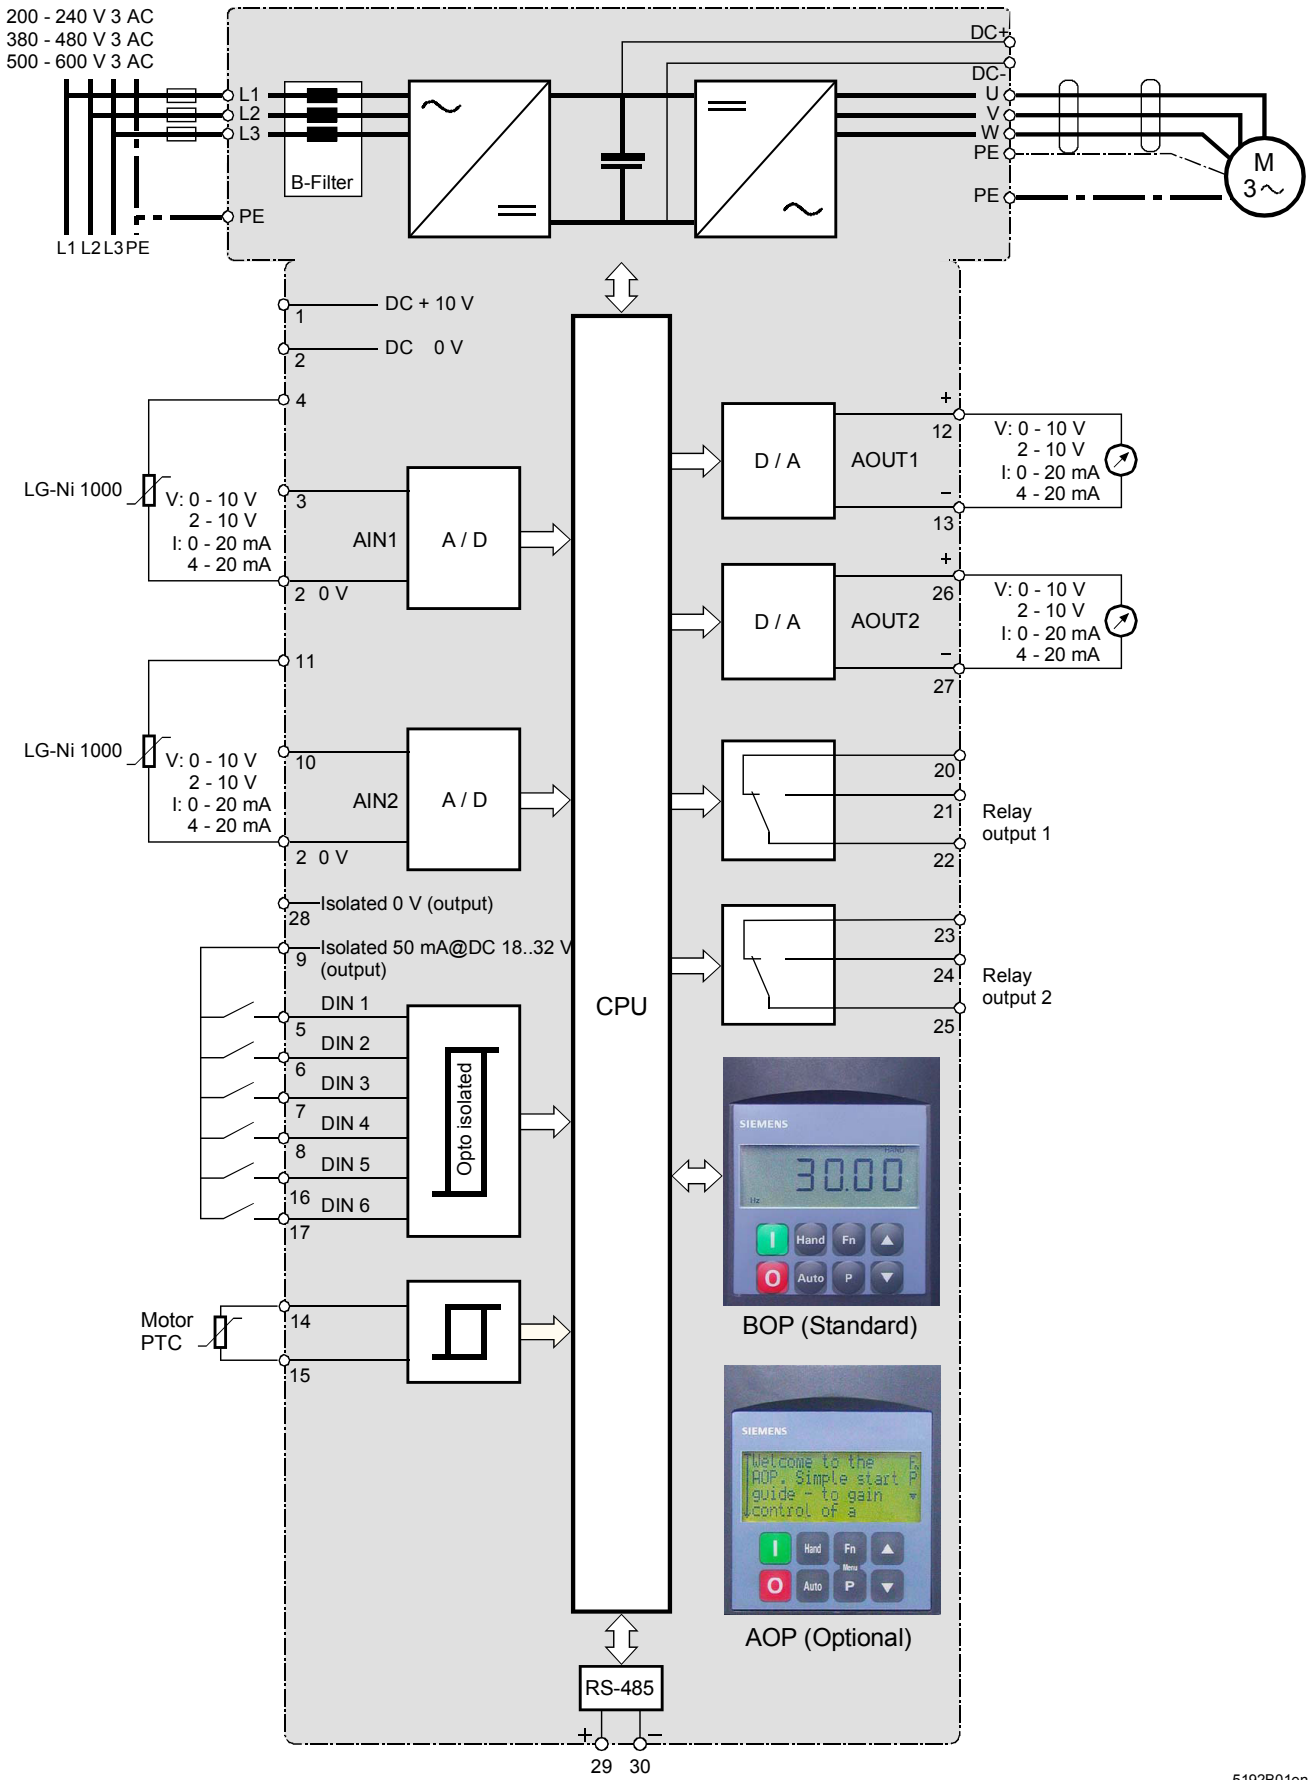 200 - 240 V 3 AC
380 - 480 V 3 AC
500 - 600 V 3 AC
DC+
DC-
L1
L2
L3
B-Filter
U
V
W
PE
PE
PE
M
3
L1 L2 L3 PE
1
DC + 10 V
2
DC 0 V
4
LG-Ni 1000
V: 0 - 10 V
2 - 10 V
I: 0 - 20 mA
4 - 20 mA
3
AIN1
A / D
2 0 V
11
LG-Ni 1000
V: 0 - 10 V
2 - 10 V
I: 0 - 20 mA
4 - 20 mA
10
AIN2
A / D
2 0 V
28
Isolated 0 V (output)
9
Isolated 50 mA@DC 18..32 V
(output)
DIN 1
5
DIN 2
6
DIN 3
7
DIN 4
8
DIN 5
16
DIN 6
17
Opto isolated
Motor
PTC
14
15
CPU
D / A
AOUT1
+
12
−
13
V: 0 - 10 V
2 - 10 V
I: 0 - 20 mA
4 - 20 mA
D / A
AOUT2
+
26
−
27
V: 0 - 10 V
2 - 10 V
I: 0 - 20 mA
4 - 20 mA
20
21
22
Relay
output 1
23
24
25
Relay
output 2
SIEMENS
HAND
30.00
Hz
I Hand Fn
O Auto P
BOP (Standard)
SIEMENS
Welcome to the
AOP. Simple start P
guide - to gain
control of a
I Hand Fn
Menu
O Auto P
AOP (Optional)
RS-485
+ −
29 30